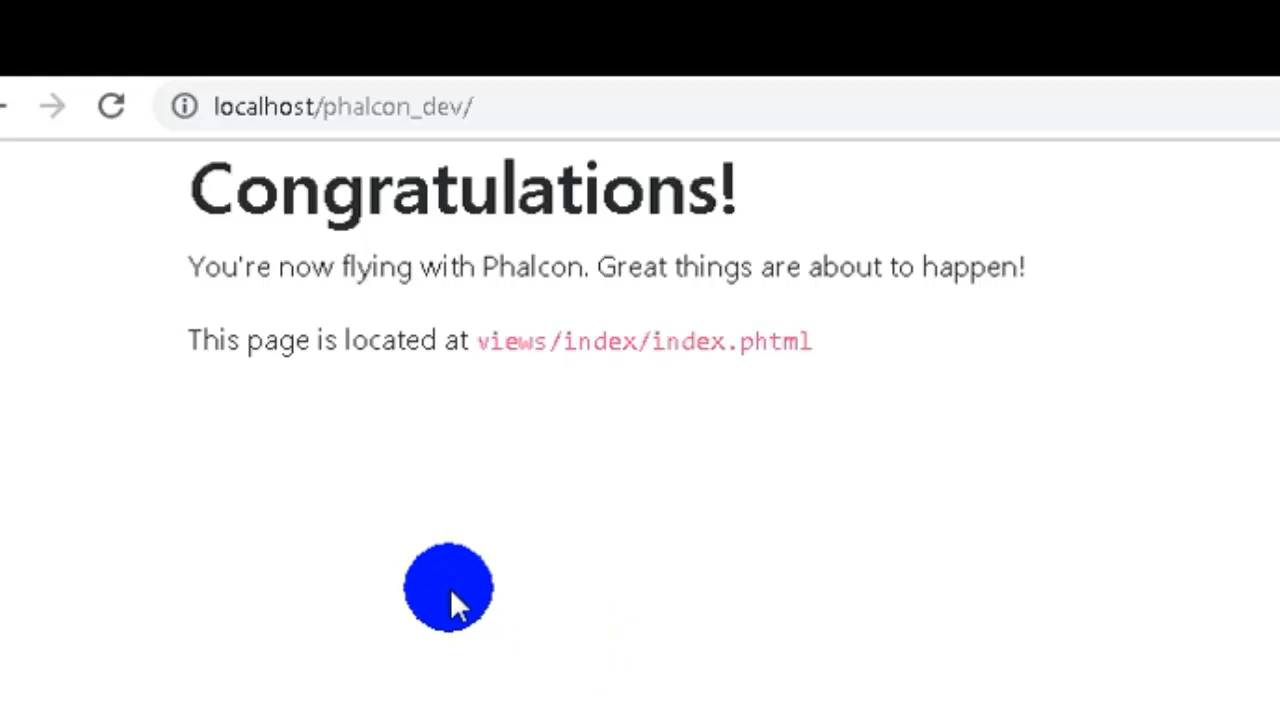 localhost/phalcon_dev/
Congratulations!
You're now flying with Phalcon. Great things are about to happen!
This page is located at views/index/index.phtml